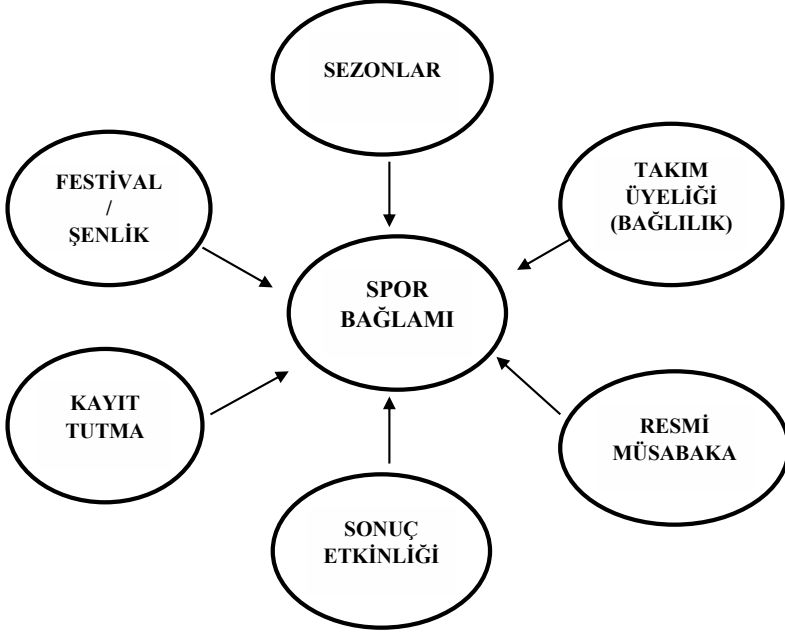 SEZONLAR
FESTİVAL
/
ŞENLİK
TAKIM
ÜYELİĞİ
(BAĞLILIK)
SPOR
BAĞLAMI
KAYIT
TUTMA
RESMİ
MÜSABAKA
SONUÇ
ETKİNLİĞİ